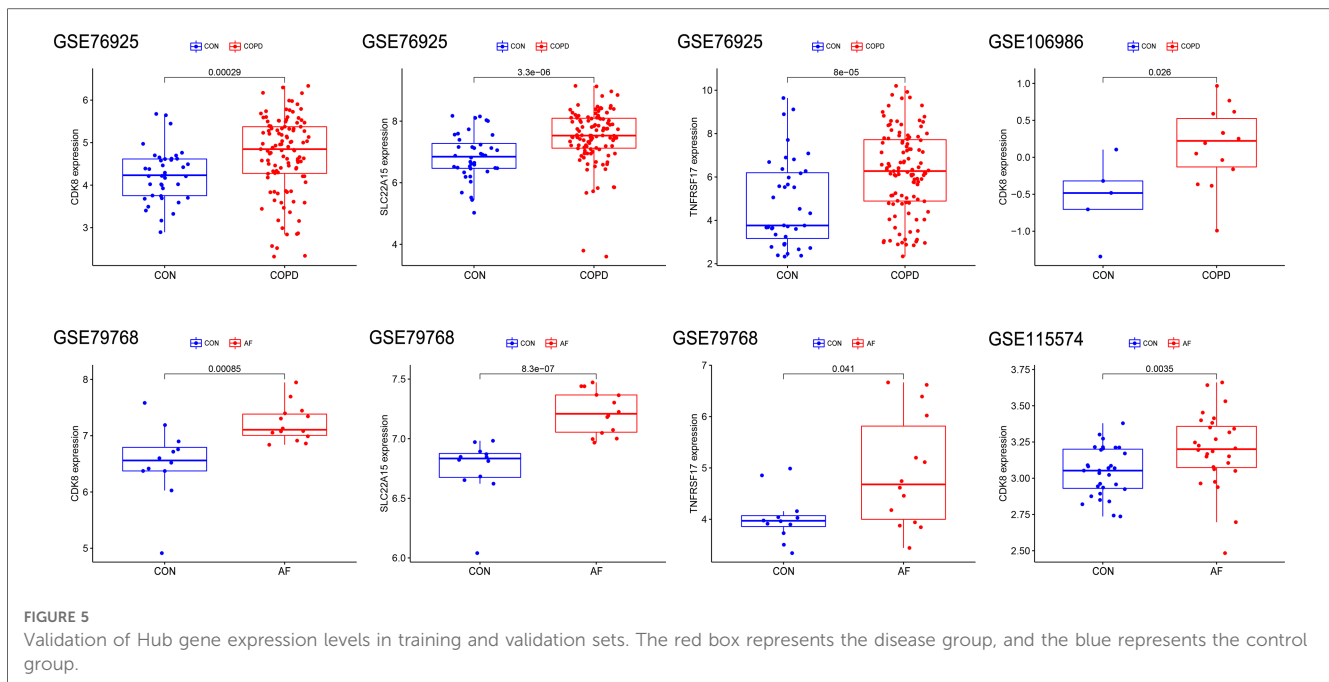 GSE76925
CON COPD
0.00029
CDK8 expression
6
5
4
3
CON COPD
GSE76925
CON COPD
3.3e-06
SLC22A15 expression
8
6
4
CON COPD
GSE76925
CON COPD
8e-05
TNFRSF17 expression
10
8
6
4
2
CON COPD
GSE106986
CON COPD
0.026
CDK8 expression
1.0
0.5
0.0
−0.5
−1.0
CON COPD
GSE79768
CON AF
0.00085
CDK8 expression
8
7
6
5
CON AF
GSE79768
CON AF
8.3e-07
SLC22A15 expression
7.5
7.0
6.5
6.0
CON AF
GSE79768
CON AF
0.041
TNFRSF17 expression
7
6
5
4
CON AF
GSE115574
CON AF
0.0035
CDK8 expression
3.75
3.50
3.25
3.00
2.75
2.50
CON AF
FIGURE 5
Validation of Hub gene expression levels in training and validation sets. The red box represents the disease group, and the blue represents the control
group.